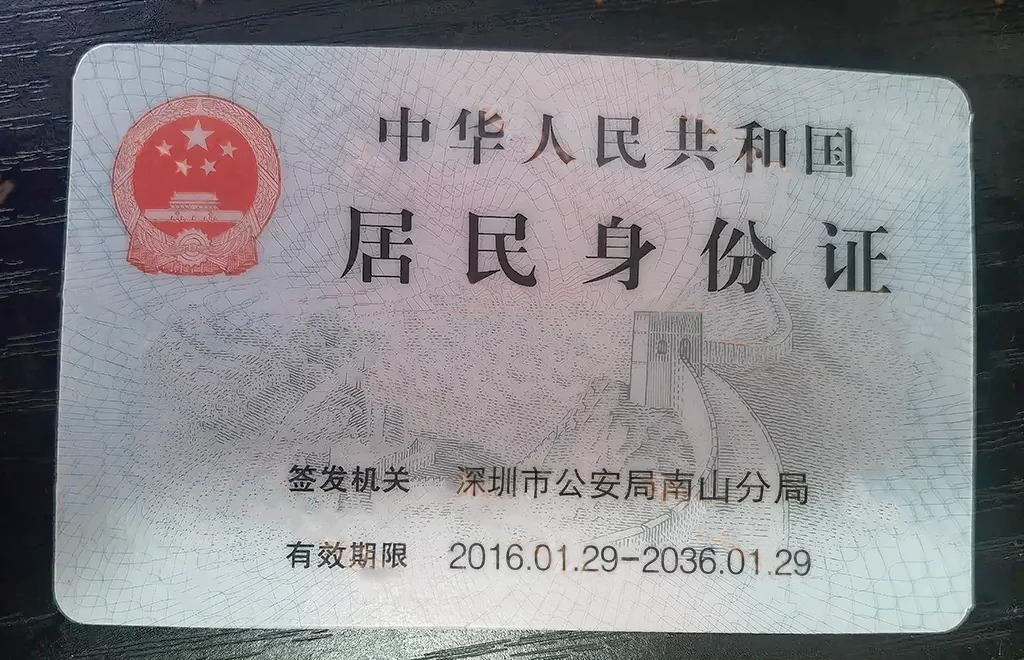 中华人民共和国
居民身份证
签发机关 深圳市公安局南山分局
有效期限 2016.01.29-2036.01.29